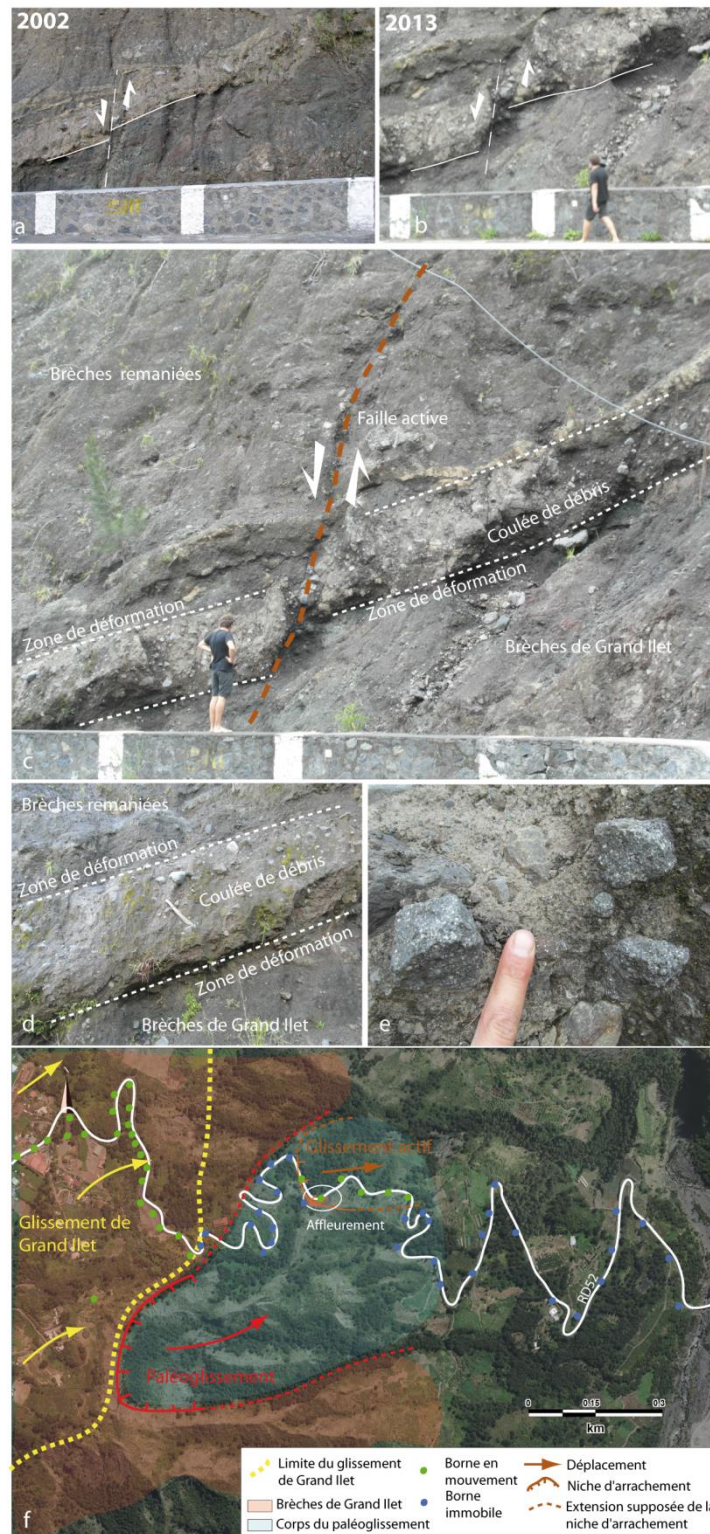 2002
2013
a
b
Brèches remaniées
Faille active
Coulée de débris
Zone de déformation
Zone de déformation
Brèches de Grand Ilet
c
Brèches remaniées
Zone de déformation
Coulée de débris
Zone de déformation
Brèches de Grand Ilet
d
e
Glissement actif
Glissement de
Grand Ilet
Affleurement
RD52
Paléoglissement
0 0.15 0.3
km
f
Limite du glissement
de Grand Ilet
Brèches de Grand Ilet
Corps du paléoglissement
Borne en
mouvement
Borne
immobile
Déplacement
Niche d'arrachement
Extension supposée de la
niche d'arrachement